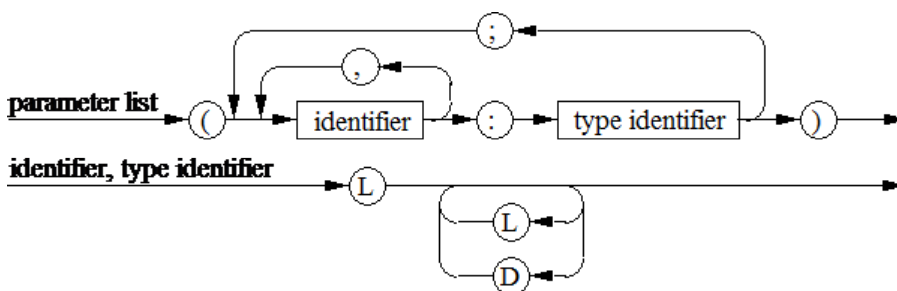 ;
,
parameter list
( identifier : type identifier )
identifier, type identifier
L
L
D